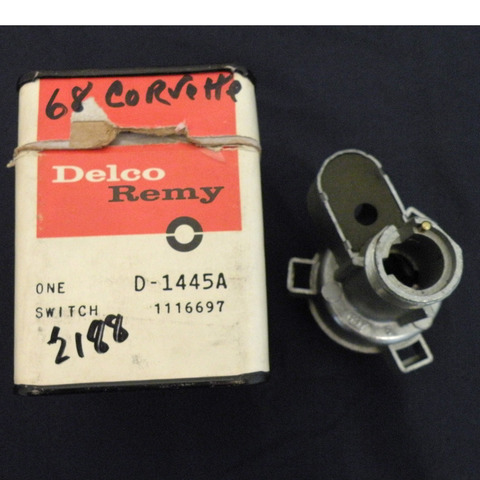 68 CORVette
Delco
Remy
ONE D-1445A
SWITCH 1116697
2188